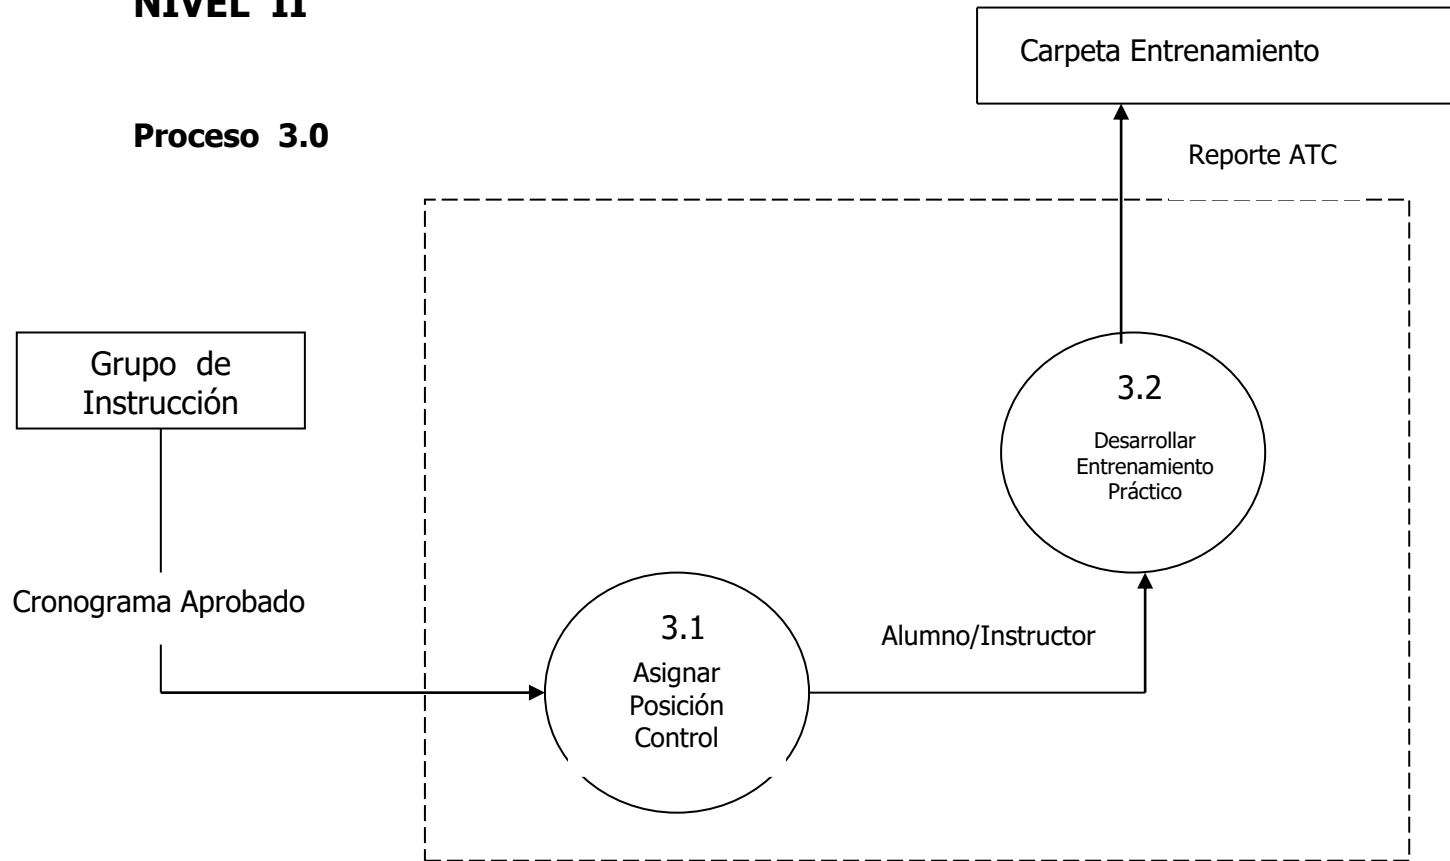 NIVEL II
Carpeta Entrenamiento
Proceso 3.0
Reporte ATC
Grupo de
Instrucción
3.2
Desarrollar
Entrenamiento
Práctico
Cronograma Aprobado
3.1
Asignar
Posición
Control
Alumno/Instructor